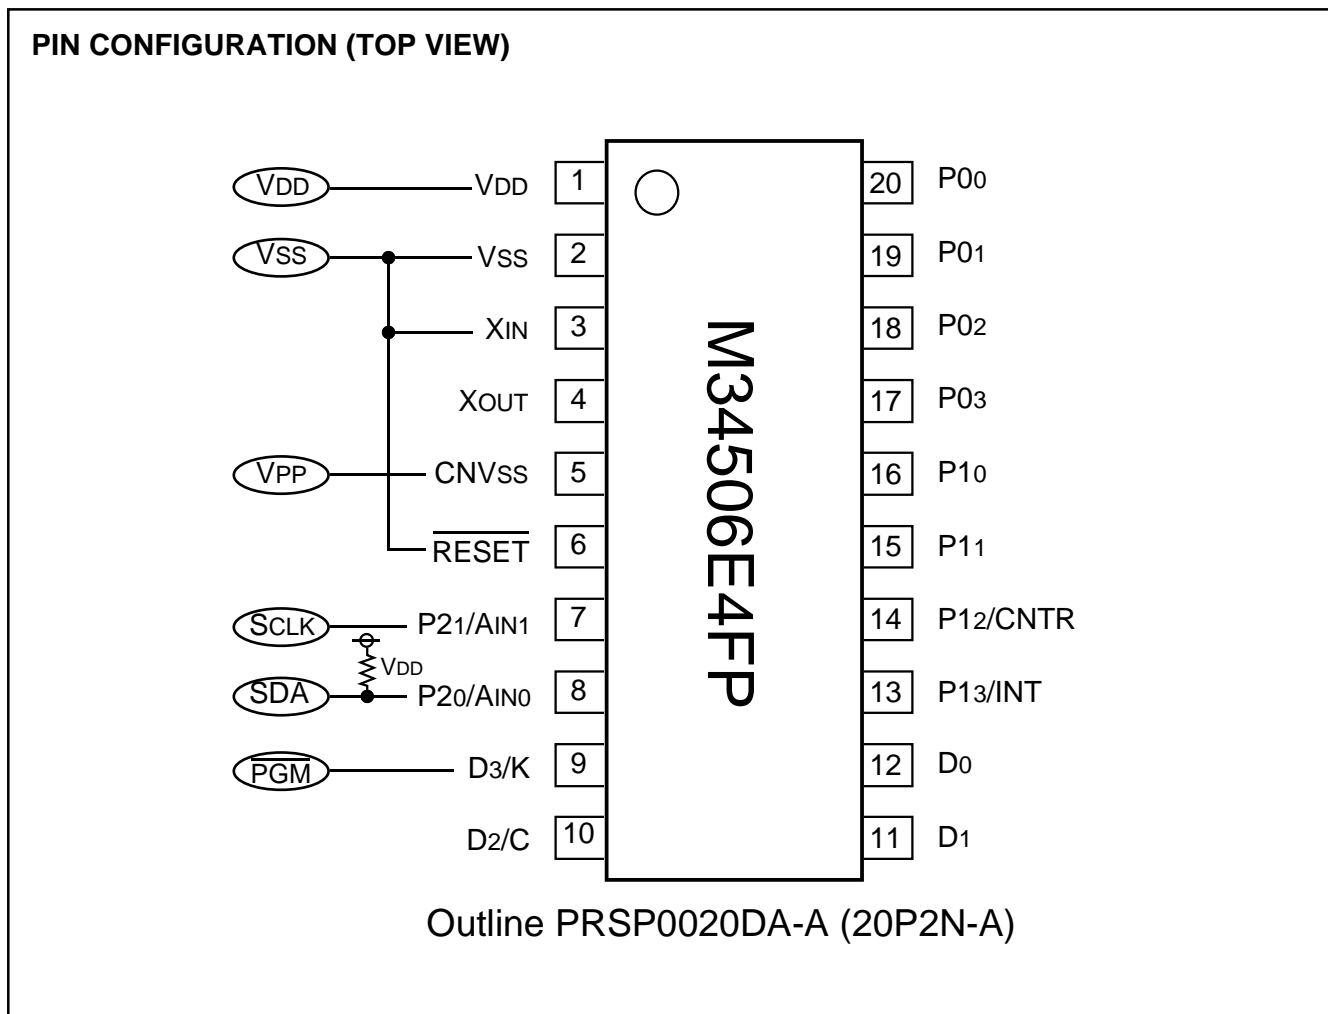 PIN CONFIGURATION (TOP VIEW)
VDD VDD 1 20 P00
VSS VSS 2 19 P01
XIN 3 18 P02
XOUT 4 17 P03
VPP CNVSS 5 16 P10
RESET 6 15 P11
SCLK P21/AIN1 7 14 P12/CNTR
VDD
SDA P20/AIN0 8 13 P13/INT
PGM D3/K 9 12 D0
D2/C 10 11 D1
M34506E4FP
Outline PRSP0020DA-A (20P2N-A)